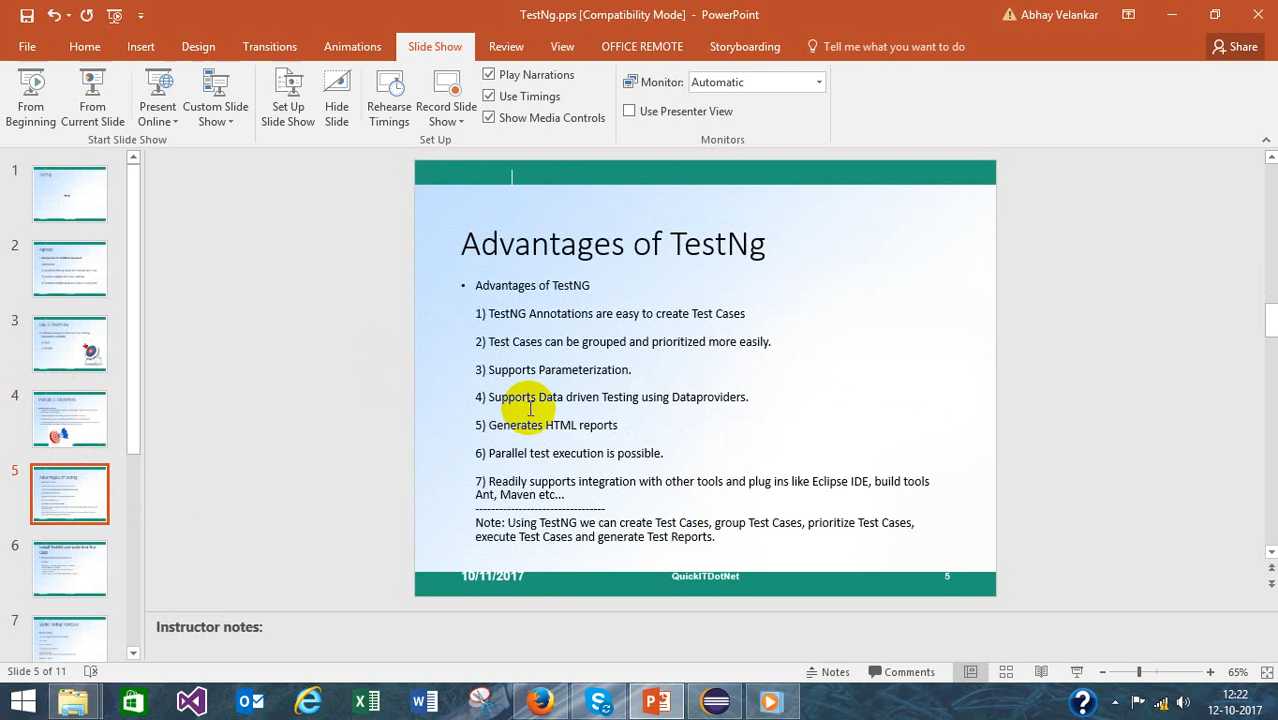 TestNg.pps [Compatibility Mode] - PowerPoint
Abhay Velankar
File Home Insert Design Transitions Animations Slide Show Review View OFFICE REMOTE Storyboarding Tell me what you want to do Share
From Beginning
From Current Slide
Present Online
Custom Slide Show
Set Up Slide Show
Hide Slide
Rehearse Timings
Record Slide Show
Play Narrations
Use Timings
Show Media Controls
Monitor: Automatic
Use Presenter View
Start Slide Show
Set Up
Monitors
1
2
3
4
5
6
7
Advantages of TestNg
• Advantages of TestNG
TestNG Annotations are easy to create Test Cases
Test Cases can be grouped and prioritized more easily.
Supports Parameterization.
Supports Data driven Testing using Dataproviders.
Generates HTML reports
Parallel test execution is possible.
supports integration with other tools and plug ins like Eclipse IDE, build tools
etc...
Note: Using TestNG we can create Test Cases, group Test Cases, prioritize Test Cases,
execute Test Cases and generate Test Reports.
10/11/2017
QuickITDotNet
5
Instructor notes:
Slide 5 of 11
Notes
Comments
65%
12:22
12-10-2017